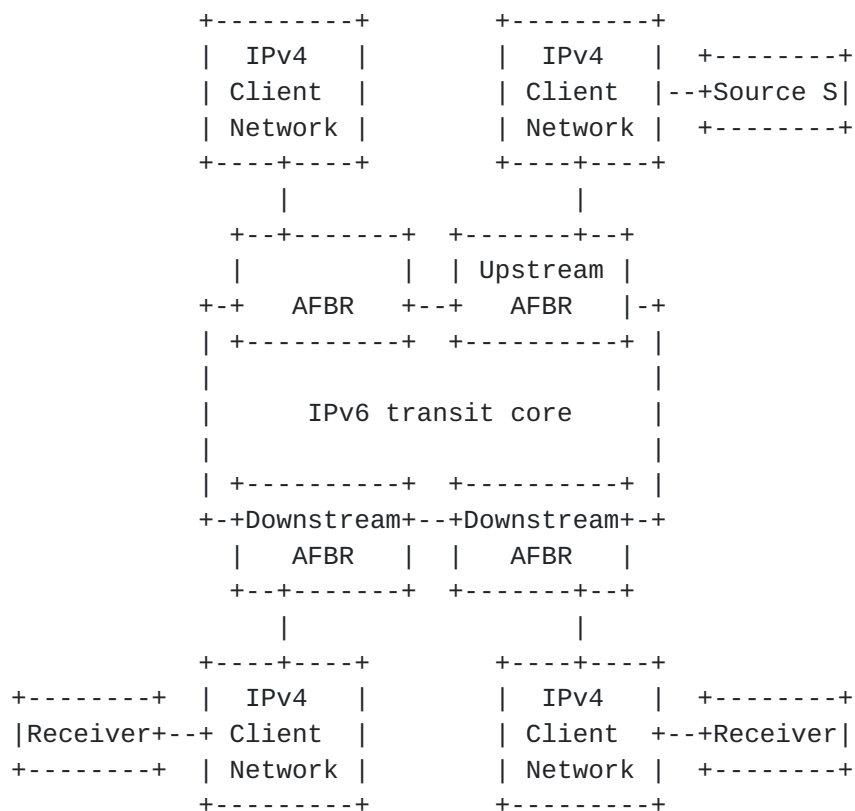 IPv4 IPv4
Client Client Source S
Network Network
Upstream
AFBR AFBR
IPv6 transit core
Downstream Downstream
AFBR AFBR
IPv4 IPv4
Receiver Client Client Receiver
Network Network